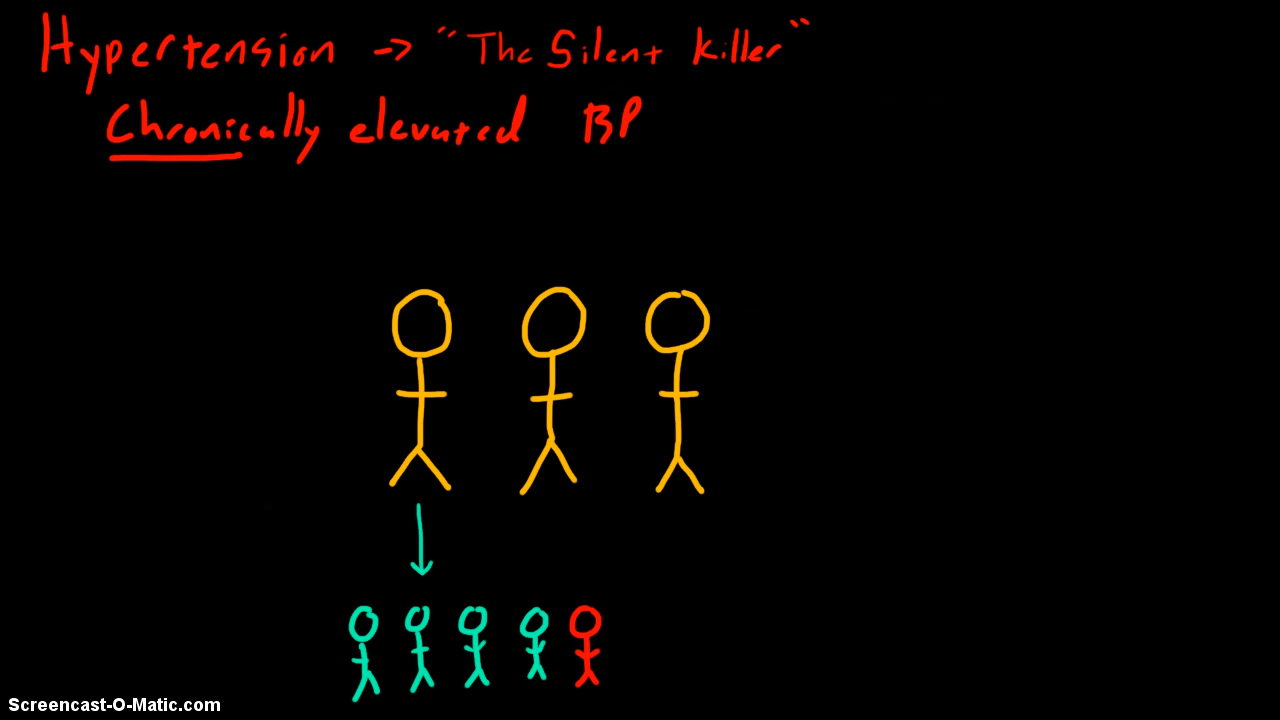 Hypertension → "The Silent Killer"
Chronically elevated BP
Screencast-O-Matic.com